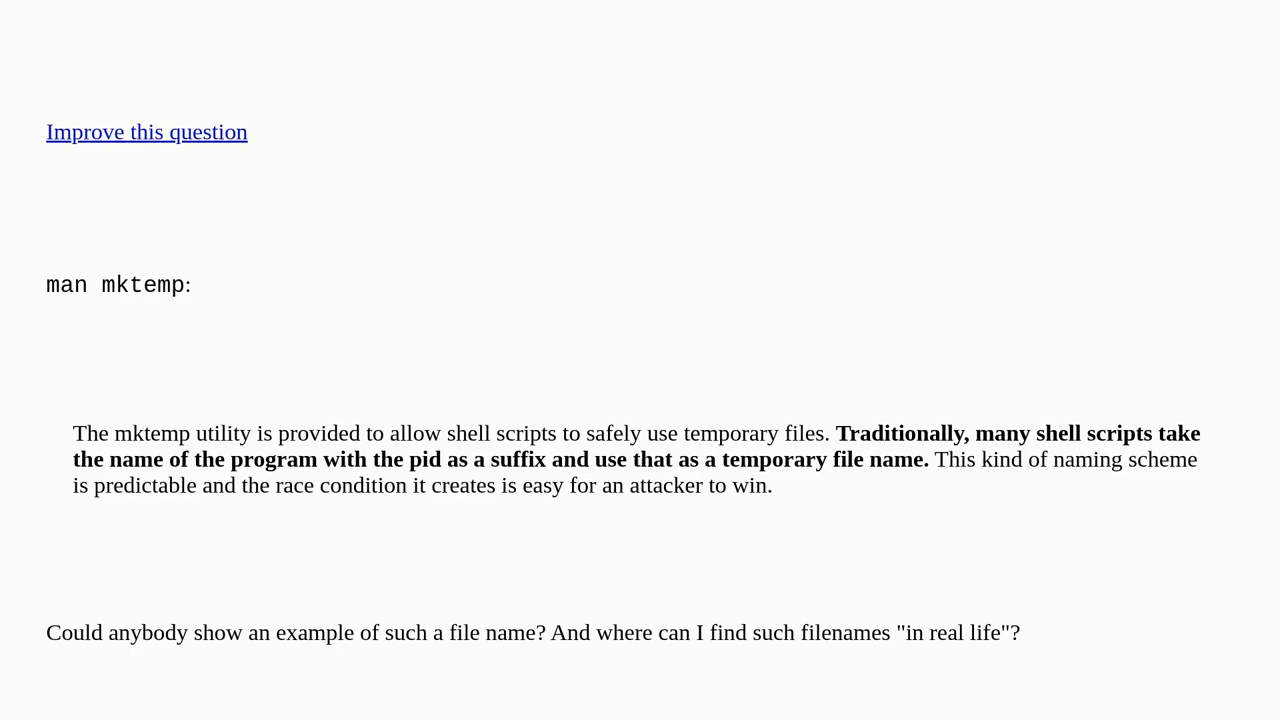 Improve this question
man mktemp:
The mktemp utility is provided to allow shell scripts to safely use temporary files. Traditionally, many shell scripts take
the name of the program with the pid as a suffix and use that as a temporary file name. This kind of naming scheme
is predictable and the race condition it creates is easy for an attacker to win.
Could anybody show an example of such a file name? And where can I find such filenames "in real life"?